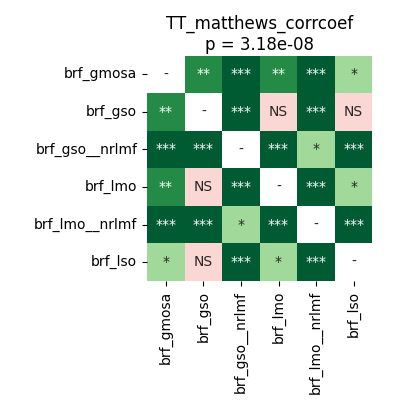 TT_matthews_corrcoef
p = 3.18e-08
brf_gmosa - ** *** ** *** *
brf_gso ** - *** NS *** NS
brf_gso__nrlmf *** *** - *** * ***
brf_lmo ** NS *** - *** *
brf_lmo__nrlmf *** *** * *** - ***
brf_lso * NS *** * *** -
brf_gmosa
brf_gso
brf_gso__nrlmf
brf_lmo
brf_lmo__nrlmf
brf_lso